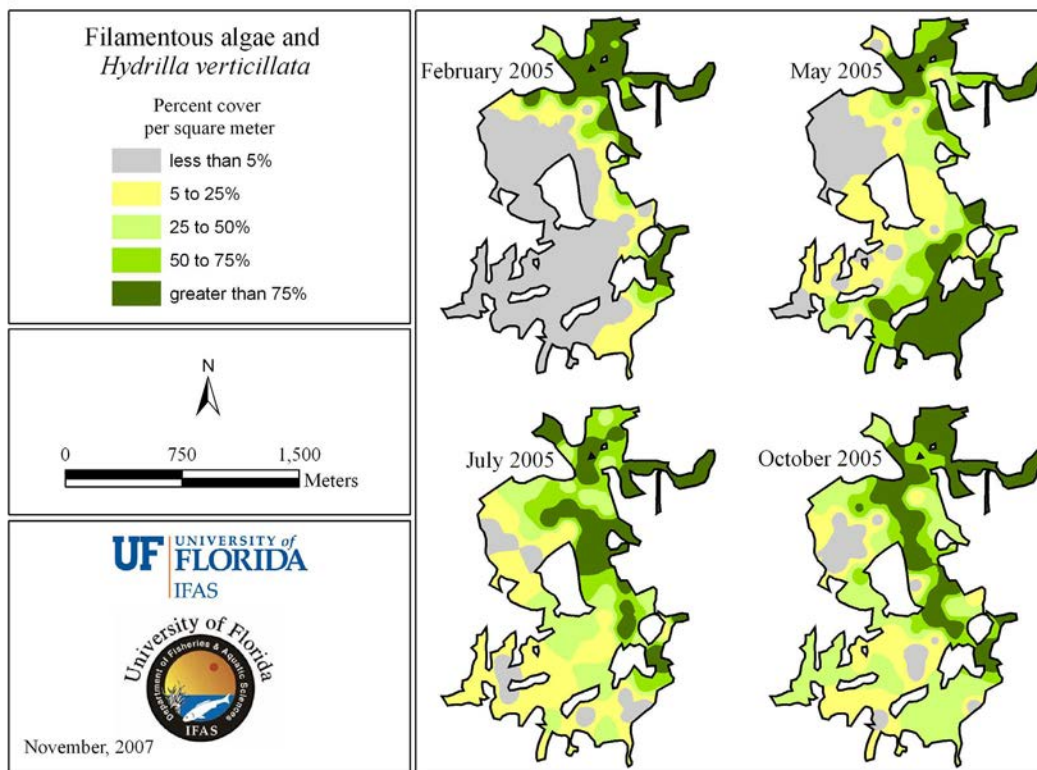 Filamentous algae and
Hydrilla verticillata
Percent cover
per square meter
less than 5%
5 to 25%
25 to 50%
50 to 75%
greater than 75%
N
0 750 1,500
Meters
UF UNIVERSITY of
FLORIDA
IFAS
University of Florida
Department of Fisheries & Aquatic Sciences
IFAS
November, 2007
February 2005
May 2005
July 2005
October 2005